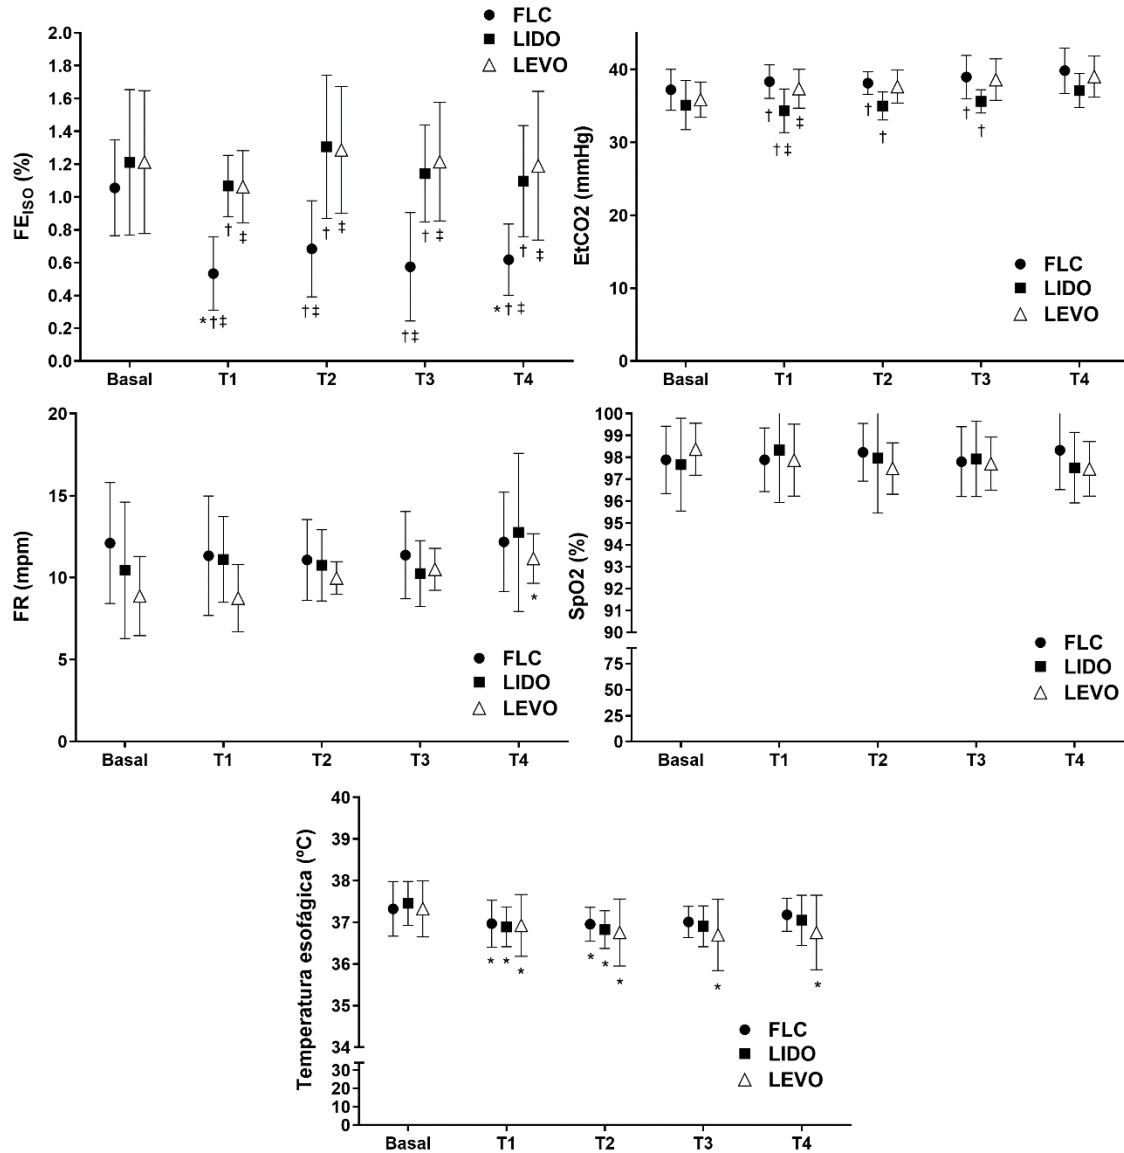 FLC
LIDO
LEVO
FE_ISO (%)
2.0
1.8
1.6
1.4
1.2
1.0
0.8
0.6
0.4
0.2
0.0
† ‡
† ‡
† ‡
† ‡
*†‡
†‡
†‡
*†‡
Basal T1 T2 T3 T4
EtCO2 (mmHg)
40
30
20
10
0
† ‡ † †
†‡ † †
FLC
LIDO
LEVO
Basal T1 T2 T3 T4
FR (mpm)
20
15
10
5
0
*
FLC
LIDO
LEVO
Basal T1 T2 T3 T4
SpO2 (%)
100
99
98
97
96
95
94
93
92
91
90
75
50
25
0
FLC
LIDO
LEVO
Basal T1 T2 T3 T4
Temperatura esofágica (ºC)
40
39
38
37
36
35
34
30
20
10
0
* * * * * * * *
FLC
LIDO
LEVO
Basal T1 T2 T3 T4